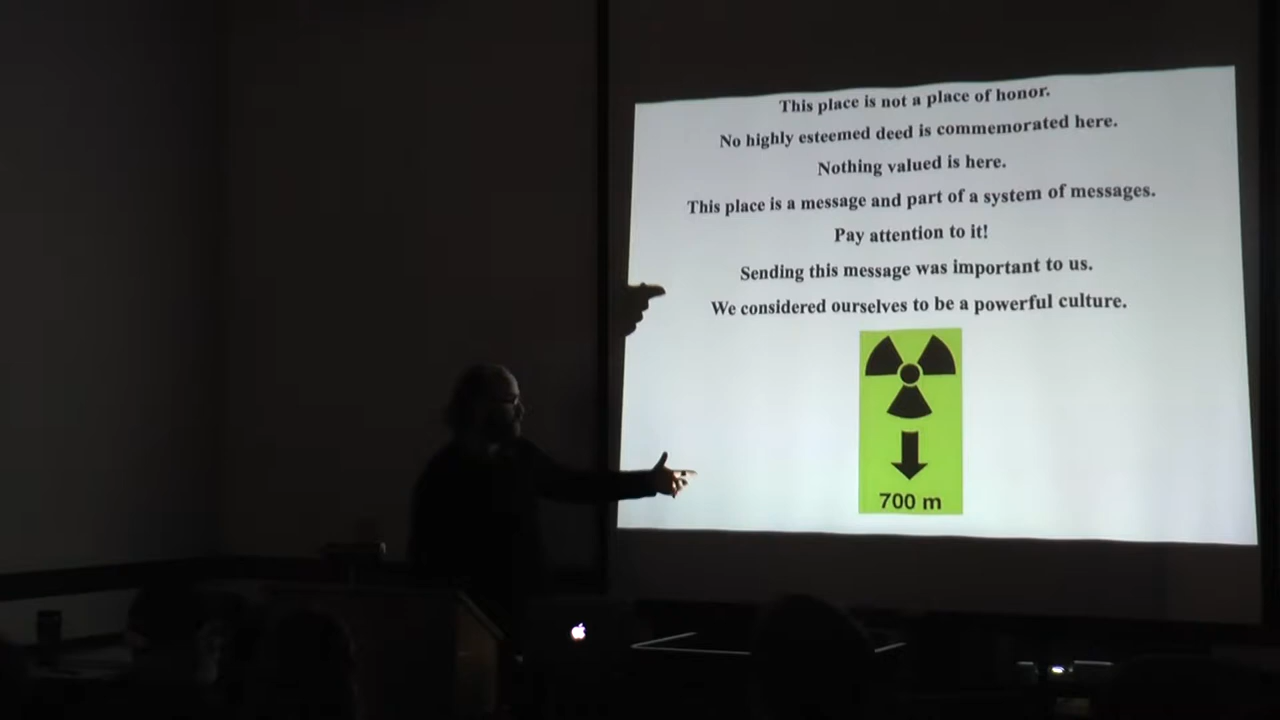 This place is not a place of honor.
No highly esteemed deed is commemorated here.
Nothing valued is here.
This place is a message and part of a system of messages.
Pay attention to it!
Sending this message was important to us.
We considered ourselves to be a powerful culture.
700 m